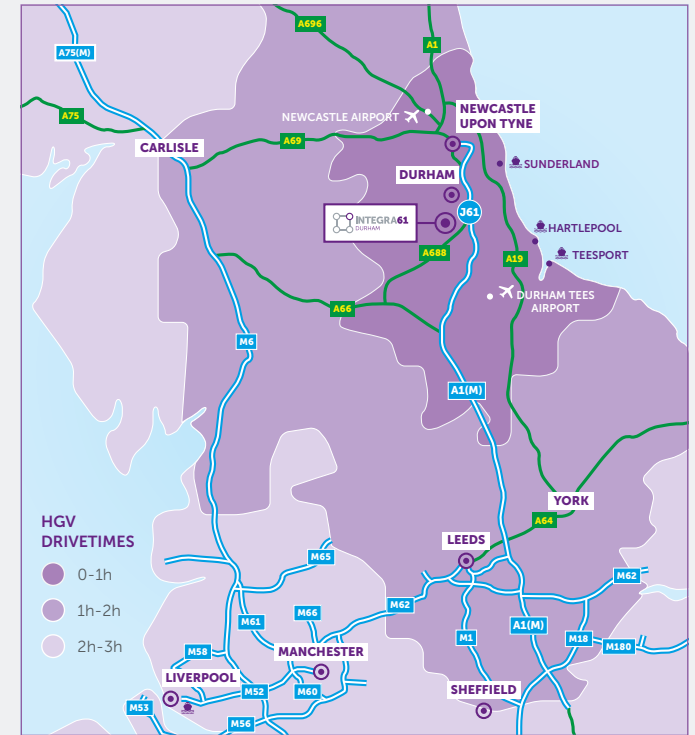 A696
A1
A75(M)
A75
NEWCASTLE AIRPORT
NEWCASTLE
UPON TYNE
A69
CARLISLE
SUNDERLAND
DURHAM
J61
INTEGRA61
DURHAM
HARTLEPOOL
A688
A19
TEESPORT
DURHAM TEES
AIRPORT
A66
M6
A1(M)
YORK
A64
HGV
DRIVETIMES
0-1h
1h-2h
2h-3h
LEEDS
M65
M62
M62
M66
M61
A1(M)
M1
M18
M180
M58
MANCHESTER
LIVERPOOL
M52
M60
SHEFFIELD
M53
M56